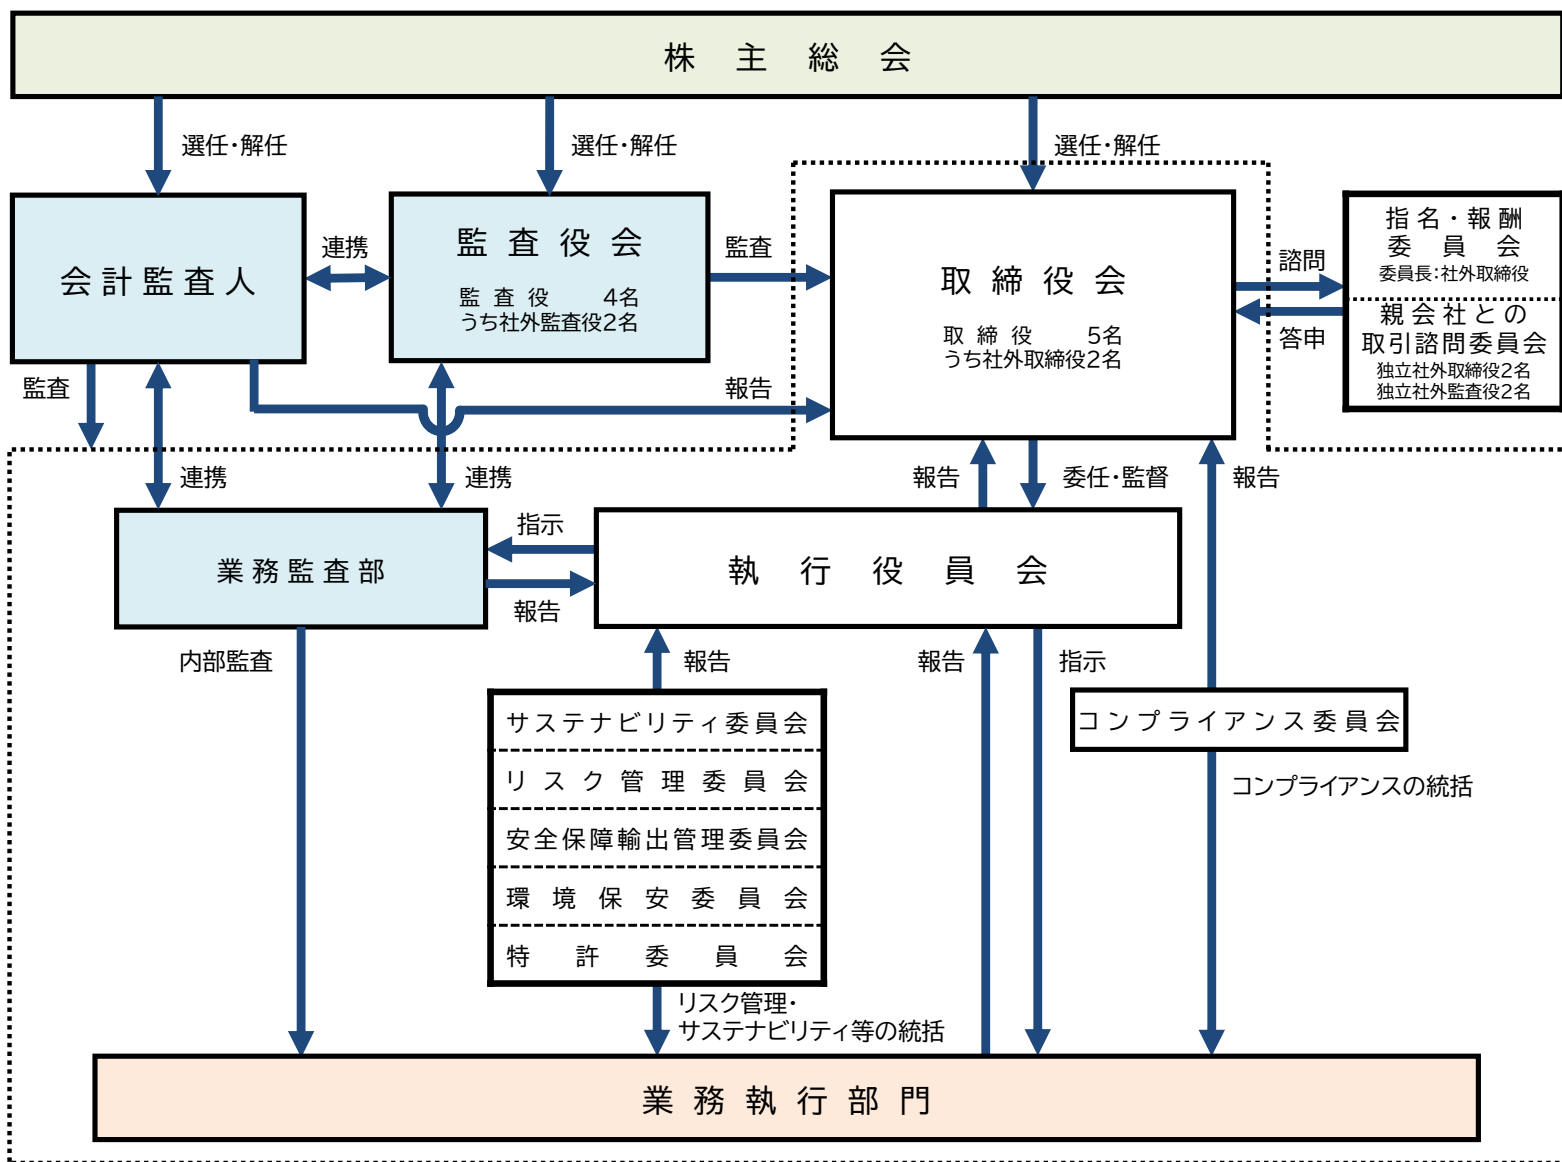 株主総会
選任・解任
選任・解任
選任・解任
会計監査人
連携
監査役会
監査役 4名
うち社外監査役2名
監査
取締役会
取締役 5名
うち社外取締役2名
諮問
答申
指名・報酬
委員会
委員長：社外取締役
親会社との
取引諮問委員会
独立社外取締役2名
独立社外監査役2名
監査
報告
連携
連携
報告
委任・監督
報告
業務監査部
指示
報告
執行役員会
内部監査
報告
報告
指示
サステナビリティ委員会
リスク管理委員会
安全保障輸出管理委員会
環境保安委員会
特許委員会
コンプライアンス委員会
コンプライアンスの統括
リスク管理・
サステナビリティ等の統括
業務執行部門